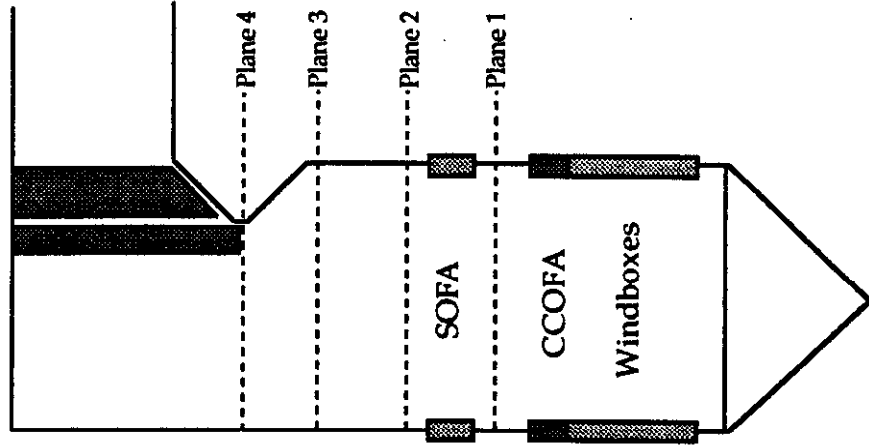 Plane 4
Plane 3
Plane 2
Plane 1
SOFA
CCOFA
Windboxes